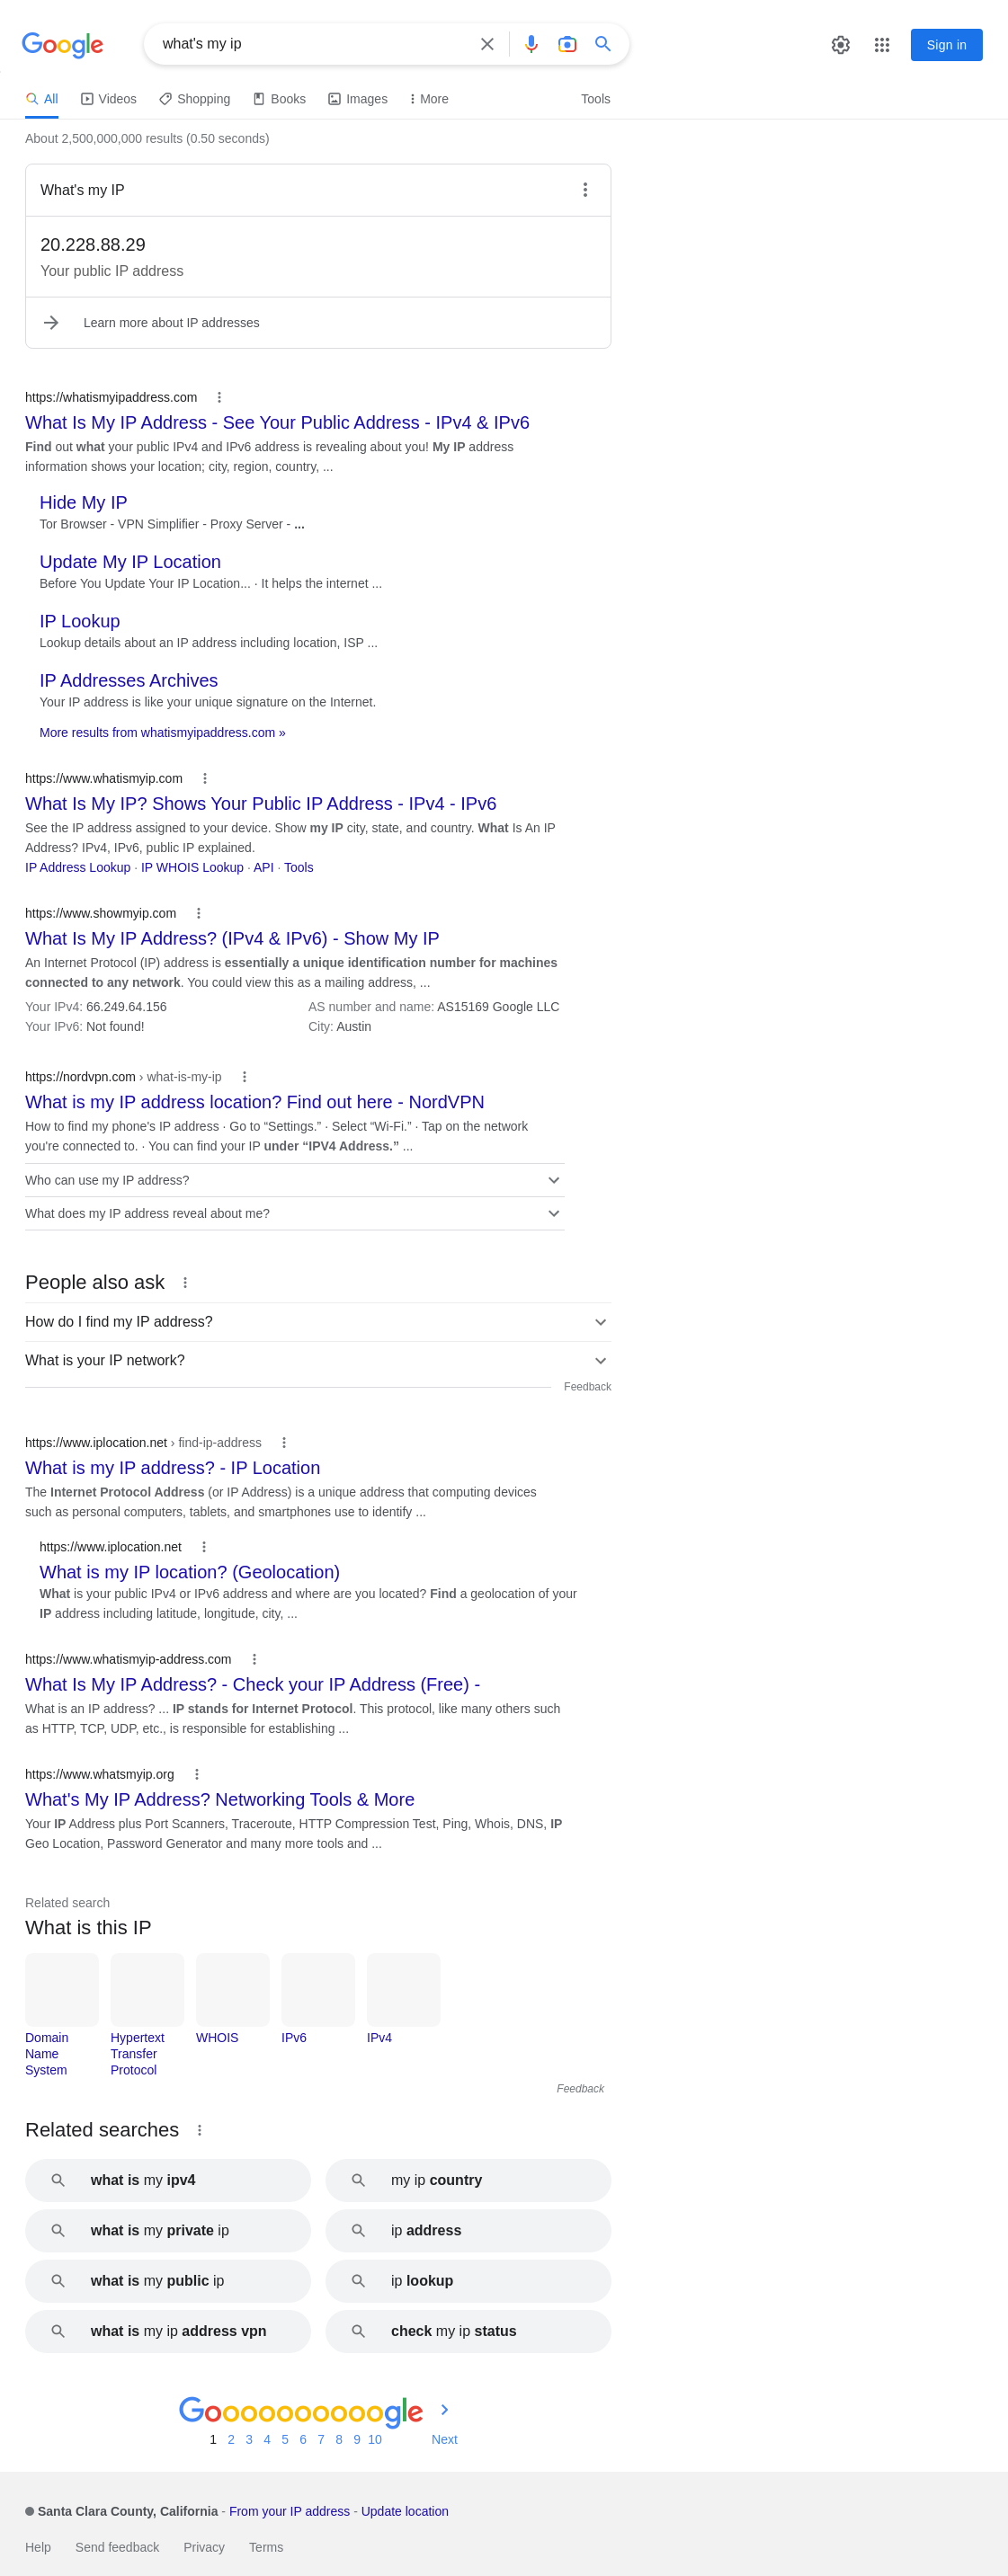 Google
what's my ip
Sign in
All Videos Shopping Books Images More Tools
About 2,500,000,000 results (0.50 seconds)
What's my IP
20.228.88.29
Your public IP address
Learn more about IP addresses
https://whatismyipaddress.com
What Is My IP Address - See Your Public Address - IPv4 & IPv6
Find out what your public IPv4 and IPv6 address is revealing about you! My IP address
information shows your location; city, region, country, ...
Hide My IP
Tor Browser - VPN Simplifier - Proxy Server - ...
Update My IP Location
Before You Update Your IP Location... · It helps the internet ...
IP Lookup
Lookup details about an IP address including location, ISP ...
IP Addresses Archives
Your IP address is like your unique signature on the Internet.
More results from whatismyipaddress.com »
https://www.whatismyip.com
What Is My IP? Shows Your Public IP Address - IPv4 - IPv6
See the IP address assigned to your device. Show my IP city, state, and country. What Is An IP
Address? IPv4, IPv6, public IP explained.
IP Address Lookup · IP WHOIS Lookup · API · Tools
https://www.showmyip.com
What Is My IP Address? (IPv4 & IPv6) - Show My IP
An Internet Protocol (IP) address is essentially a unique identification number for machines
connected to any network. You could view this as a mailing address, ...
Your IPv4: 66.249.64.156 AS number and name: AS15169 Google LLC
Your IPv6: Not found! City: Austin
https://nordvpn.com › what-is-my-ip
What is my IP address location? Find out here - NordVPN
How to find my phone's IP address · Go to “Settings.” · Select “Wi-Fi.” · Tap on the network
you're connected to. · You can find your IP under “IPV4 Address.” ...
Who can use my IP address?
What does my IP address reveal about me?
People also ask
How do I find my IP address?
What is your IP network?
Feedback
https://www.iplocation.net › find-ip-address
What is my IP address? - IP Location
The Internet Protocol Address (or IP Address) is a unique address that computing devices
such as personal computers, tablets, and smartphones use to identify ...
https://www.iplocation.net
What is my IP location? (Geolocation)
What is your public IPv4 or IPv6 address and where are you located? Find a geolocation of your
IP address including latitude, longitude, city, ...
https://www.whatismyip-address.com
What Is My IP Address? - Check your IP Address (Free) -
What is an IP address? ... IP stands for Internet Protocol. This protocol, like many others such
as HTTP, TCP, UDP, etc., is responsible for establishing ...
https://www.whatsmyip.org
What's My IP Address? Networking Tools & More
Your IP Address plus Port Scanners, Traceroute, HTTP Compression Test, Ping, Whois, DNS, IP
Geo Location, Password Generator and many more tools and ...
Related search
What is this IP
Domain Name System
Hypertext Transfer Protocol
WHOIS
IPv6
IPv4
Feedback
Related searches
what is my ipv4
my ip country
what is my private ip
ip address
what is my public ip
ip lookup
what is my ip address vpn
check my ip status
Goooooooooogle
1 2 3 4 5 6 7 8 9 10 Next
Santa Clara County, California - From your IP address - Update location
Help Send feedback Privacy Terms